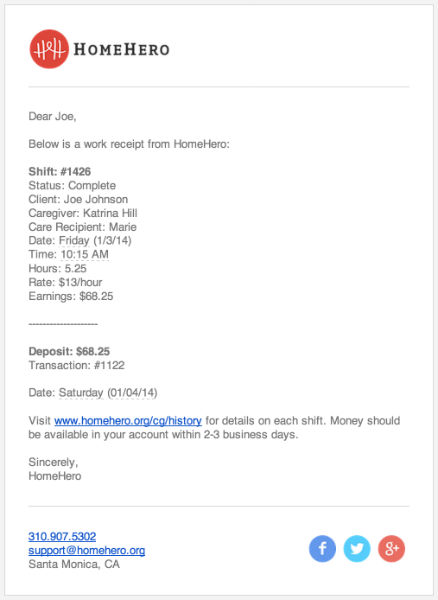 HOMEHERO
Dear Joe,
Below is a work receipt from HomeHero:
Shift: #1426
Status: Complete
Client: Joe Johnson
Caregiver: Katrina Hill
Care Recipient: Marie
Date: Friday (1/3/14)
Time: 10:15 AM
Hours: 5.25
Rate: $13/hour
Earnings: $68.25
--------------------
Deposit: $68.25
Transaction: #1122
Date: Saturday (01/04/14)
Visit www.homehero.org/cg/history for details on each shift. Money should
be available in your account within 2-3 business days.
Sincerely,
HomeHero
310.907.5302
support@homehero.org
Santa Monica, CA
f
g+